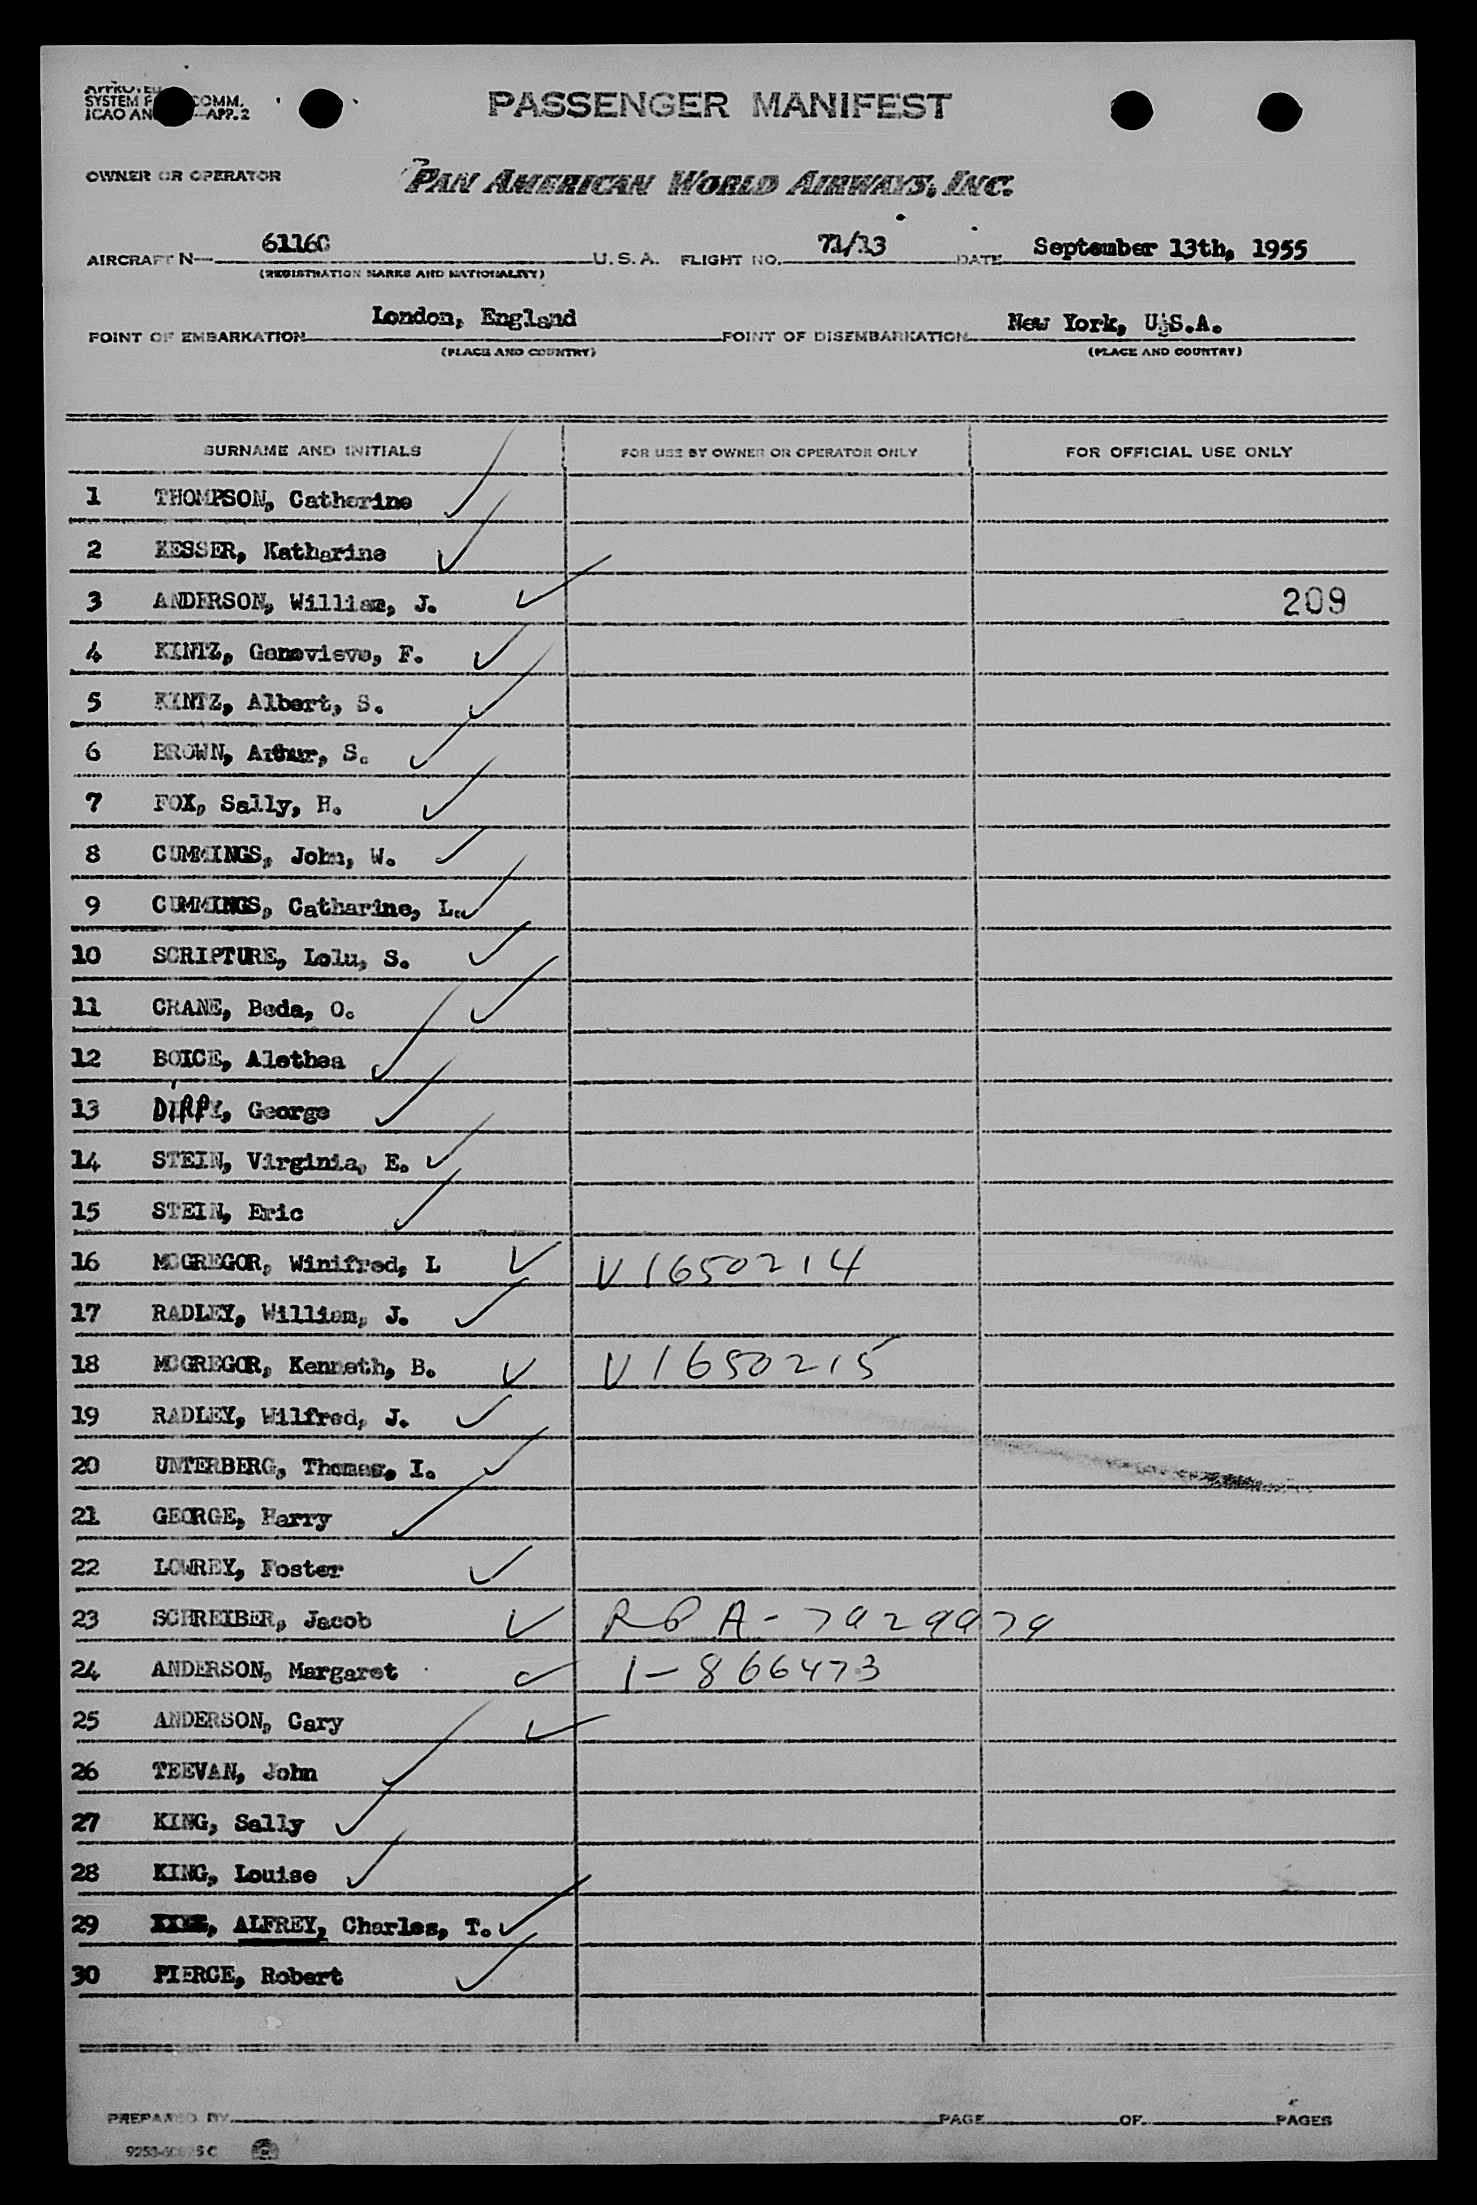 PASSENGER MANIFEST
SYSTEM COMM.
ICAO APP. 2
OWNER OR OPERATOR PAN AMERICAN WORLD AIRWAYS, INC.
AIRCRAFT N— 6116C U. S. A. FLIGHT NO. 71/13 DATE September 13th, 1955
(REGISTRATION MARKS AND NATIONALITY)
POINT OF EMBARKATION London, England POINT OF DISEMBARKATION New York, U.S.A.
(PLACE AND COUNTRY) (PLACE AND COUNTRY)
SURNAME AND INITIALS FOR USE BY OWNER OR OPERATOR ONLY FOR OFFICIAL USE ONLY
1 THOMPSON, Catherine
2 KESSER, Katharine
3 ANDERSON, William, J. 209
4 KINTZ, Genevieve, F.
5 KINTZ, Albert, S.
6 BROWN, Arthur, S.
7 FOX, Sally, H.
8 CUMMINGS, John, W.
9 CUMMINGS, Catharine, L.
10 SCRIPTURE, Lolu, S.
11 CRANE, Beda, O.
12 BOICE, Alethea
13 DIRPY, George
14 STEIN, Virginia, E.
15 STEIN, Eric
16 MCGREGOR, Winifred, L V1650214
17 RADLEY, William, J.
18 MCGREGOR, Kenneth, B. V1650215
19 RADLEY, Wilfred, J.
20 UNTERBERG, Thomas, I.
21 GEORGE, Harry
22 LOWREY, Foster
23 SCHREIBER, Jacob RPA-7929979
24 ANDERSON, Margaret 1-866473
25 ANDERSON, Cary
26 TEEVAN, John
27 KING, Sally
28 KING, Louise
29 ALFREY, Charles, T.
30 PIERCE, Robert
PREPARED BY PAGE OF PAGES